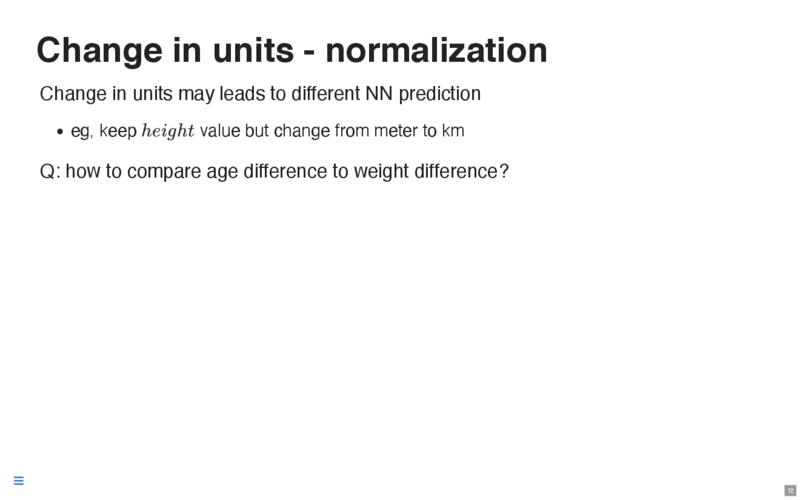 Change in units - normalization
Change in units may leads to different NN prediction
• eg, keep height value but change from meter to km
Q: how to compare age difference to weight difference?
12